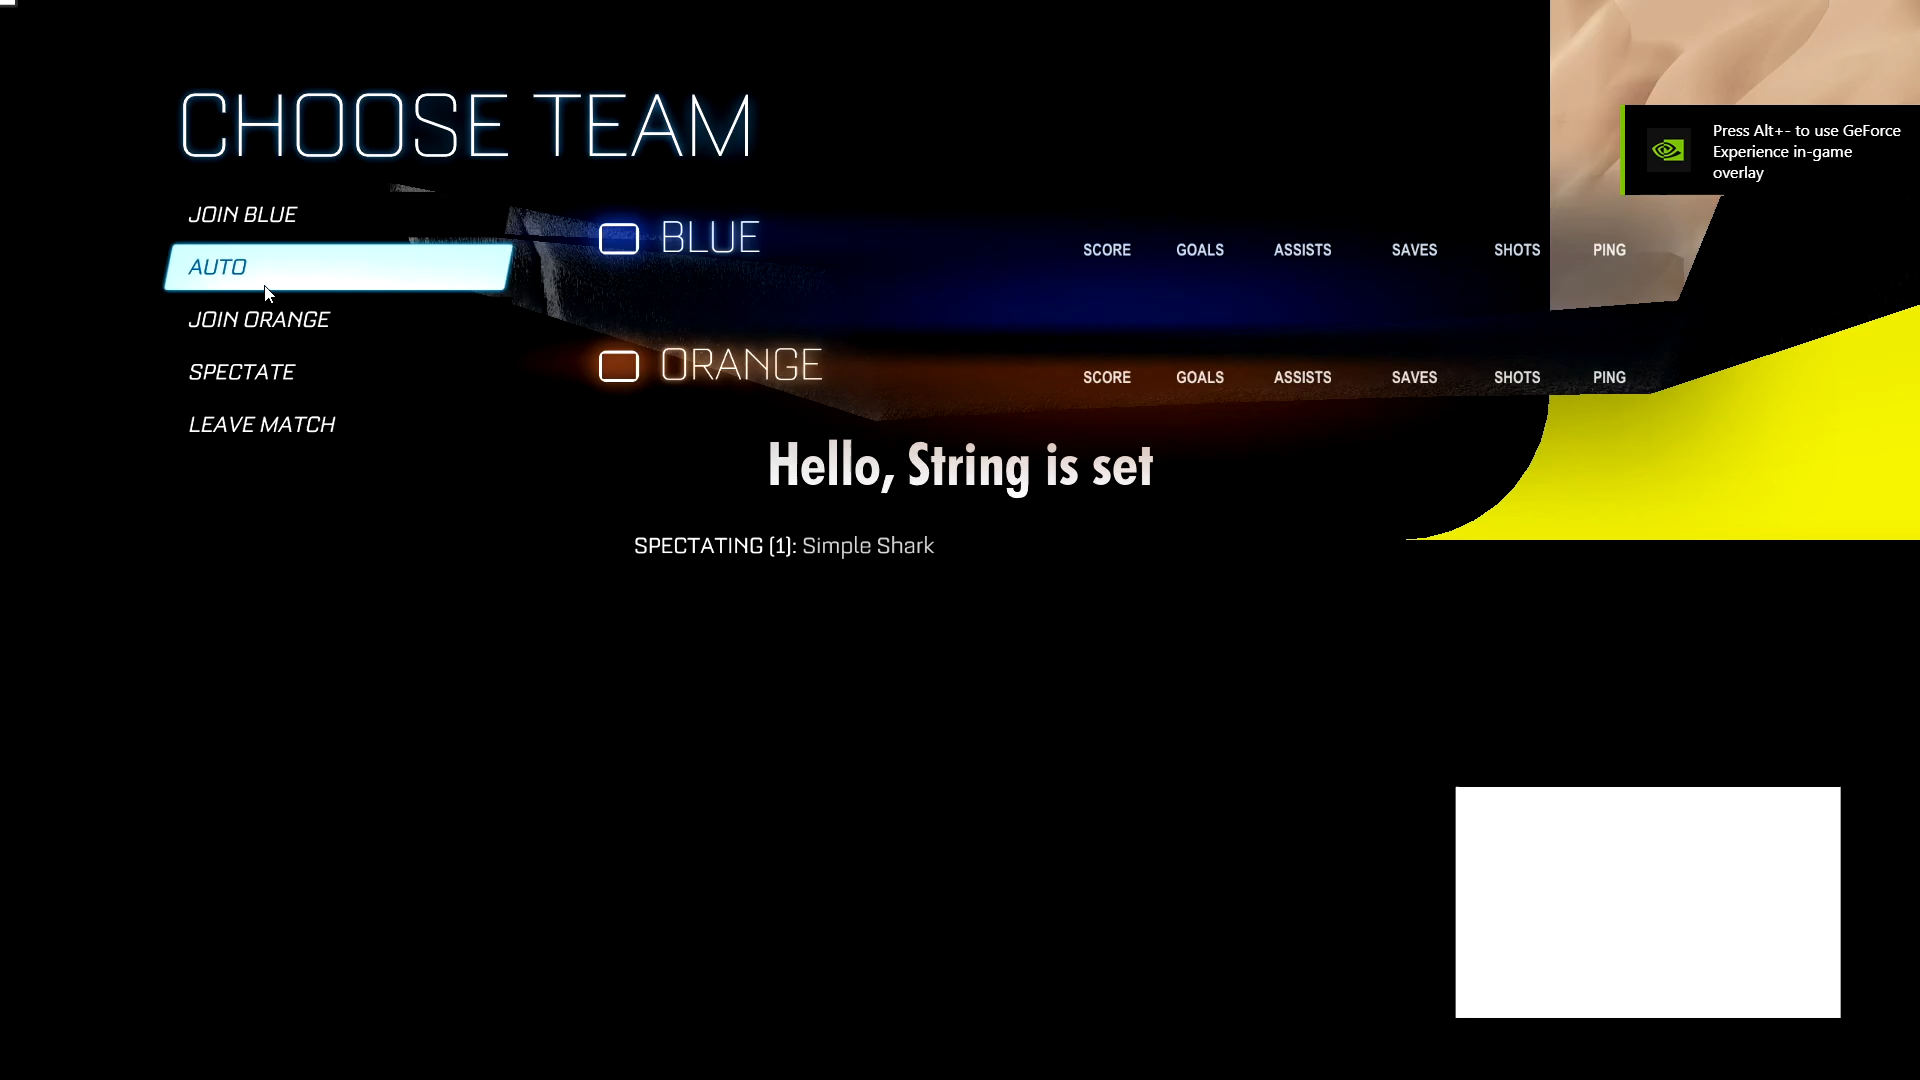 CHOOSE TEAM
Press Alt+- to use GeForce
Experience in-game
overlay
JOIN BLUE
AUTO
JOIN ORANGE
SPECTATE
LEAVE MATCH
BLUE SCORE GOALS ASSISTS SAVES SHOTS PING
ORANGE SCORE GOALS ASSISTS SAVES SHOTS PING
Hello, String is set
SPECTATING (1): Simple Shark